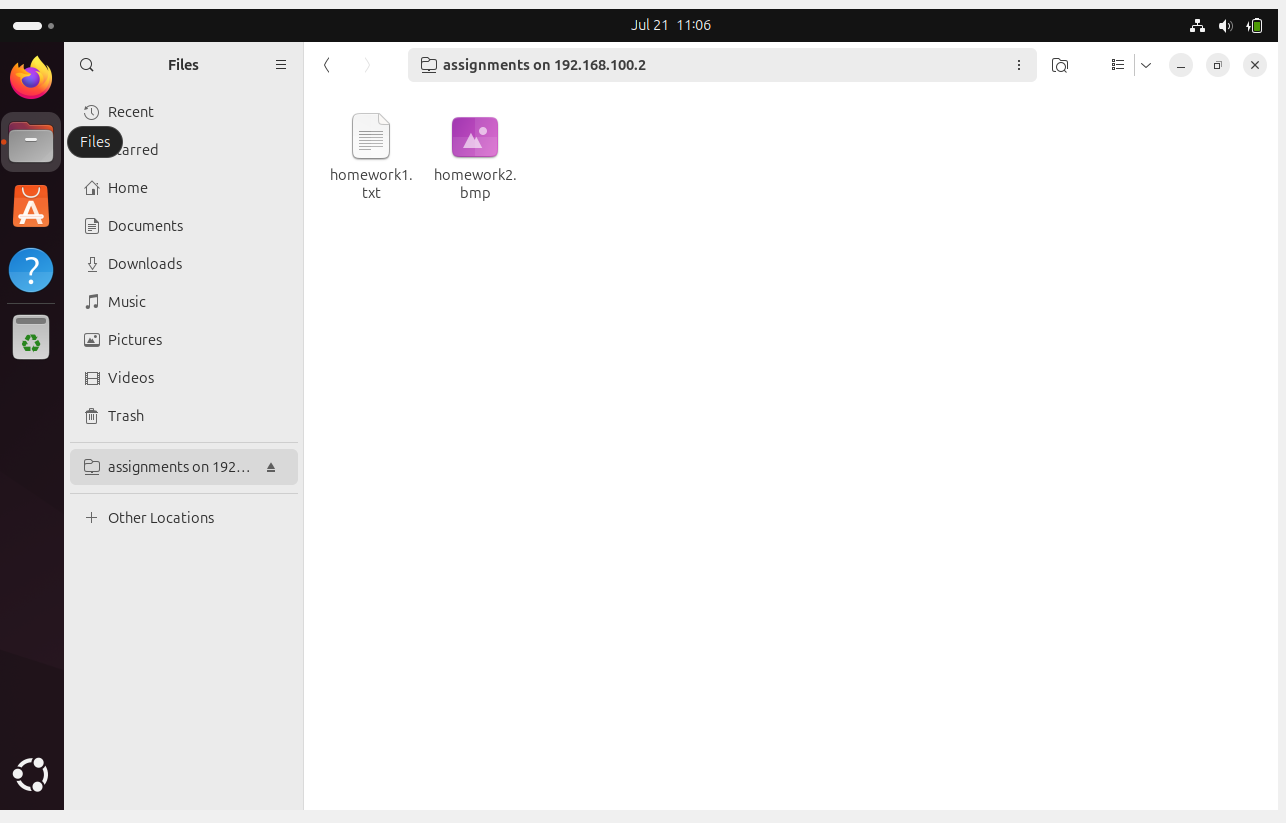 Jul 21 11:06
Files
assignments on 192.168.100.2
Recent
Files
tarred
Home
Documents
Downloads
Music
Pictures
Videos
Trash
assignments on 192…
Other Locations
homework1.
txt
homework2.
bmp